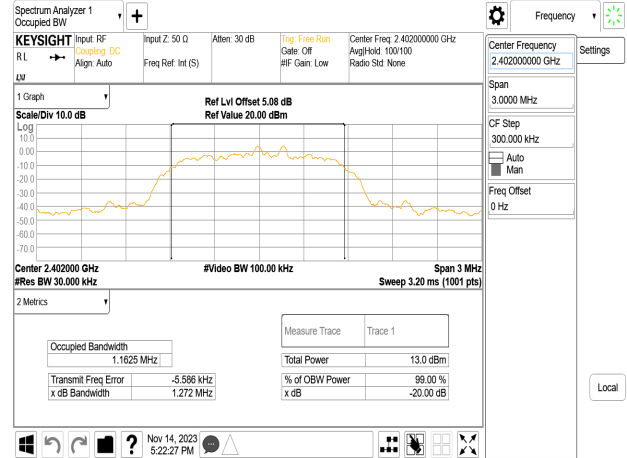 Spectrum Analyzer 1
Occupied BW
Frequency
KEYSIGHT
RL
LXI
Input: RF
Coupling: DC
Align: Auto
Input Z: 50 Ω
Freq Ref: Int (S)
Atten: 30 dB
Trig: Free Run
Gate: Off
#IF Gain: Low
Center Freq: 2.402000000 GHz
Avg|Hold: 100/100
Radio Std: None
Center Frequency
2.402000000 GHz
Settings
Span
3.0000 MHz
CF Step
300.000 kHz
Auto
Man
Freq Offset
0 Hz
Local
1 Graph
Scale/Div 10.0 dB
Ref Lvl Offset 5.08 dB
Ref Value 20.00 dBm
Log
10.0
0.00
-10.0
-20.0
-30.0
-40.0
-50.0
-60.0
-70.0
Center 2.402000 GHz
#Video BW 100.00 kHz
Span 3 MHz
#Res BW 30.000 kHz
Sweep 3.20 ms (1001 pts)
2 Metrics
Measure Trace
Trace 1
Occupied Bandwidth
1.1625 MHz
Total Power
13.0 dBm
Transmit Freq Error
-5.586 kHz
% of OBW Power
99.00 %
x dB Bandwidth
1.272 MHz
x dB
-20.00 dB
?
Nov 14, 2023
5:22:27 PM